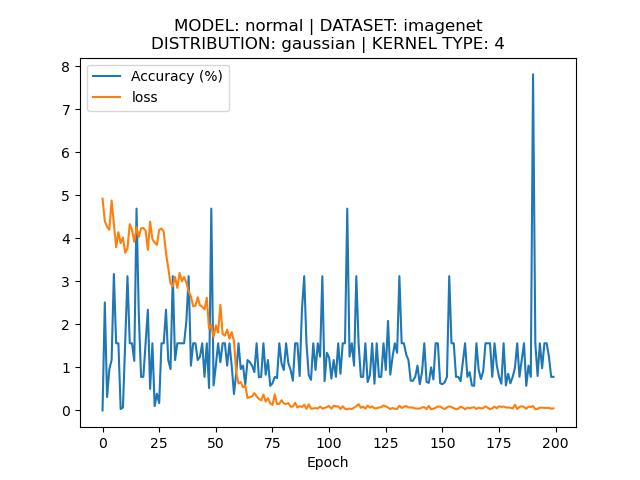 MODEL: normal | DATASET: imagenet
DISTRIBUTION: gaussian | KERNEL TYPE: 4
Accuracy (%)
loss
8
7
6
5
4
3
2
1
0
0 25 50 75 100 125 150 175 200
Epoch